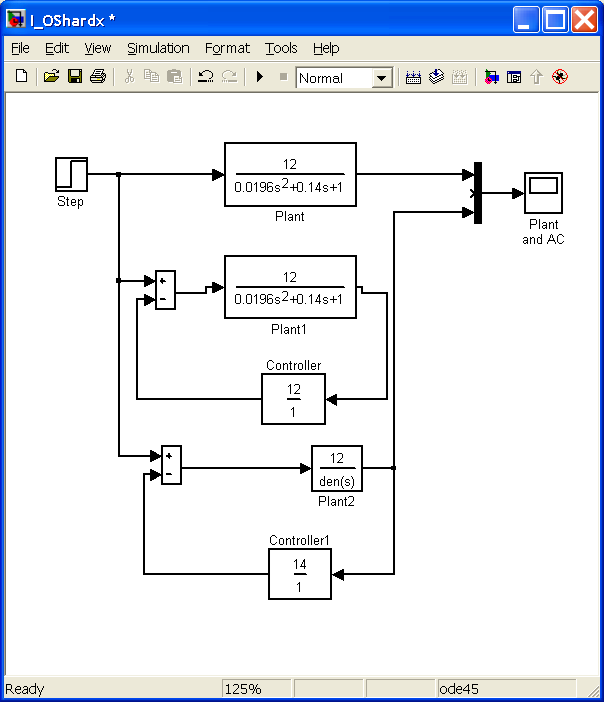 I_OShardx *
File Edit View Simulation Format Tools Help
Normal
Step
12
0.0196s2+0.14s+1
Plant
Plant
and AC
+
-
12
0.0196s2+0.14s+1
Plant1
Controller
12
1
+
-
12
den(s)
Plant2
Controller1
14
1
Ready 125% ode45